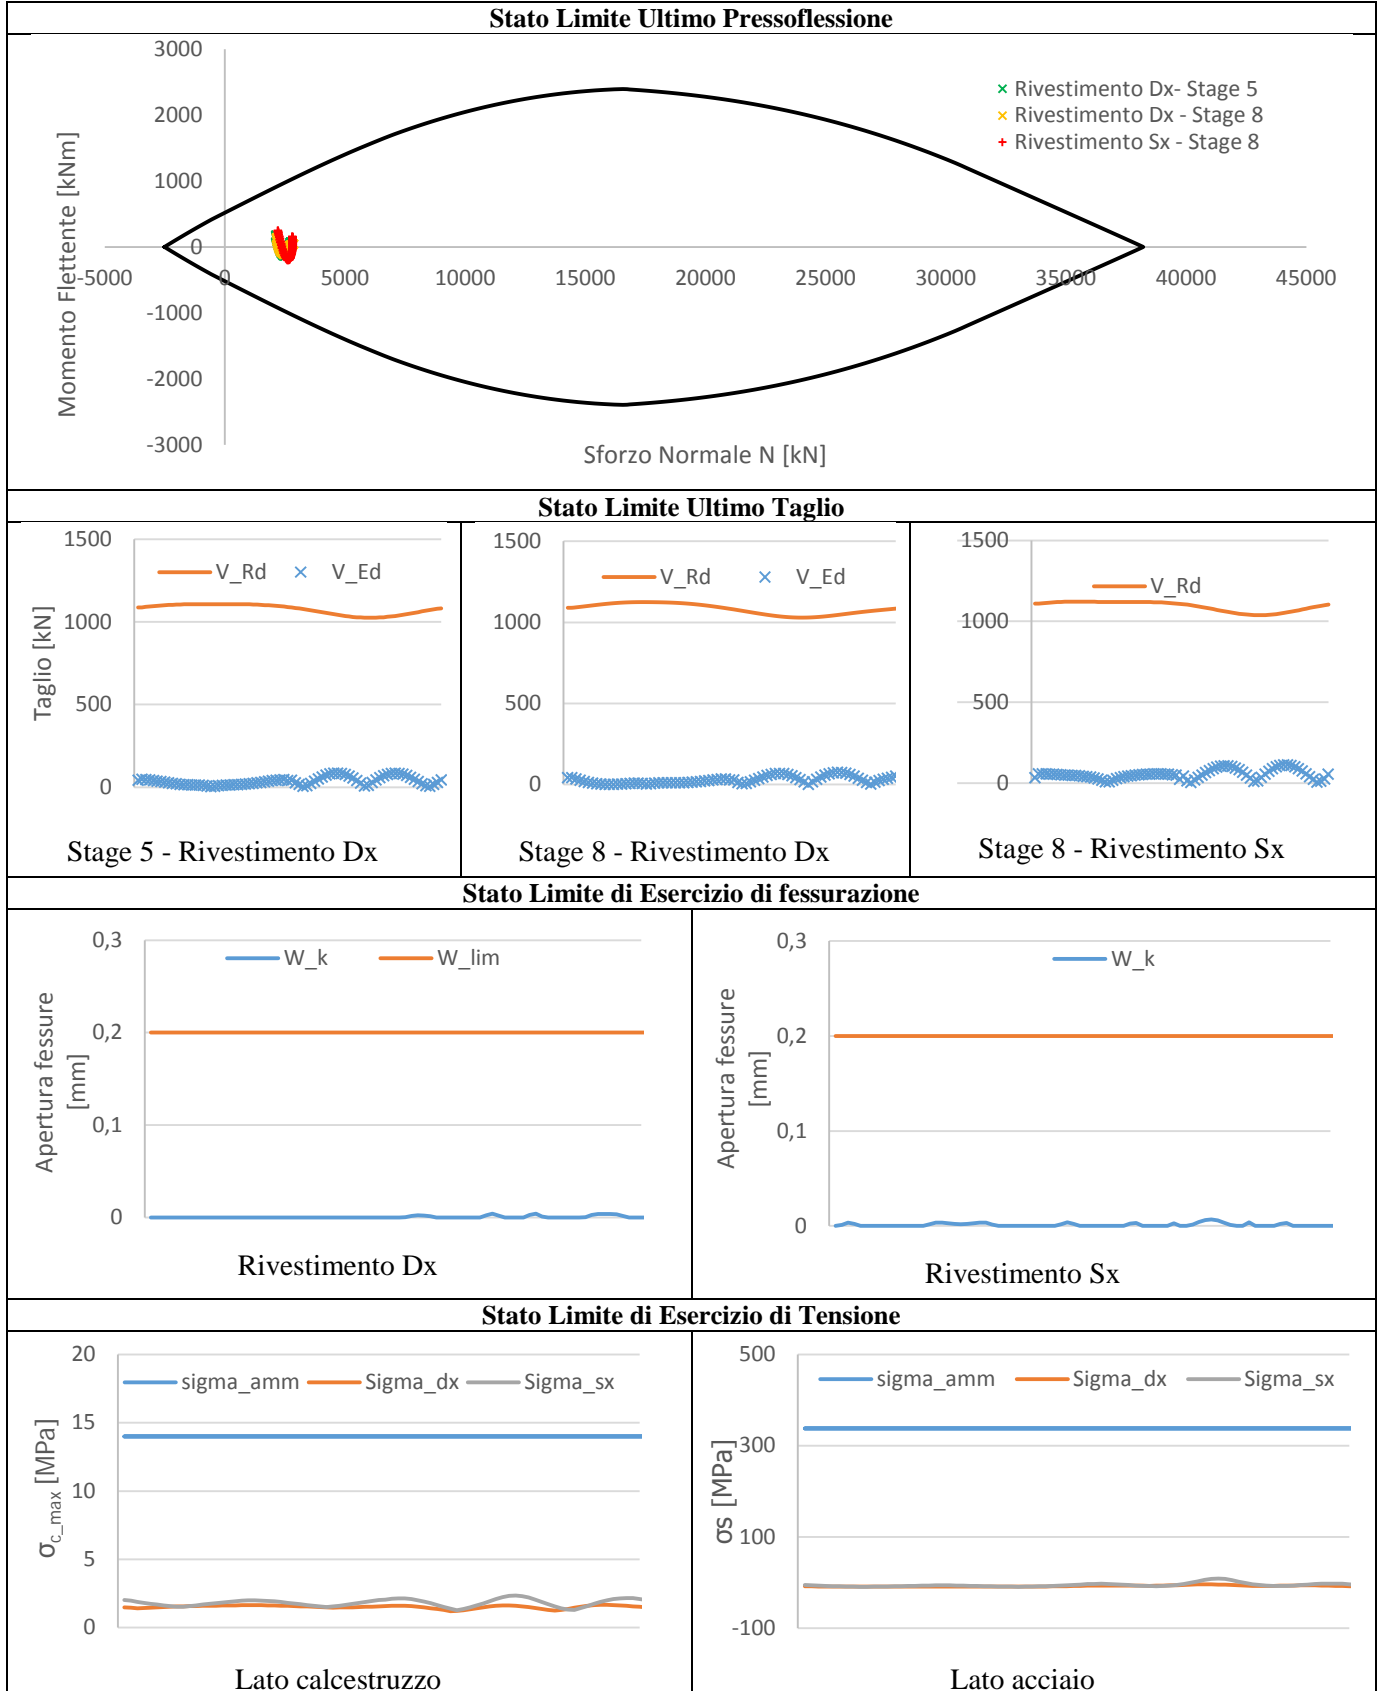 Stato Limite Ultimo Pressoflessione
3000
2000
1000
0
-1000
-2000
-3000
Momento Flettente [kNm]
× Rivestimento Dx- Stage 5
× Rivestimento Dx - Stage 8
+ Rivestimento Sx - Stage 8
-5000 0 5000 10000 15000 20000 25000 30000 35000 40000 45000
Sforzo Normale N [kN]
Stato Limite Ultimo Taglio
1500
1000
500
0
Taglio [kN]
V_Rd × V_Ed
Stage 5 - Rivestimento Dx
1500
1000
500
0
V_Rd × V_Ed
Stage 8 - Rivestimento Dx
1500
1000
500
0
V_Rd
Stage 8 - Rivestimento Sx
Stato Limite di Esercizio di fessurazione
0,3
0,2
0,1
0
Apertura fessure
[mm]
W_k W_lim
Rivestimento Dx
0,3
0,2
0,1
0
Apertura fessure
[mm]
W_k
Rivestimento Sx
Stato Limite di Esercizio di Tensione
20
15
10
5
0
σc_max [MPa]
sigma_amm Sigma_dx Sigma_sx
Lato calcestruzzo
500
300
100
-100
σs [MPa]
sigma_amm Sigma_dx Sigma_sx
Lato acciaio